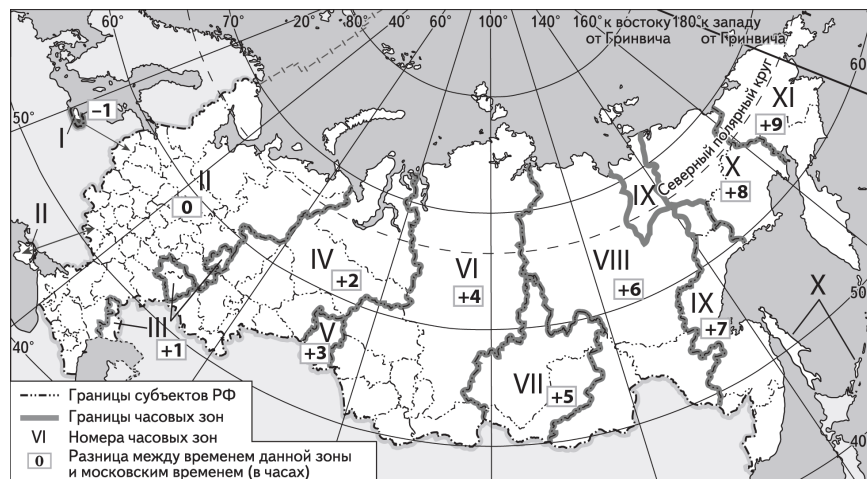 60° 70° 20° 80° 40° 100° 140° 160° к востоку 180° к западу
от Гринвича от Гринвича
60
50°
–1
I
II
0
II
40°
III
+1
IV
+2
V
+3
VI
+4
VII
+5
VIII
+6
IX
IX
+7
X
+8
XI
+9
Северный полярный круг
X
50
40
Границы субъектов РФ
Границы часовых зон
VI Номера часовых зон
0 Разница между временем данной зоны
и московским временем (в часах)